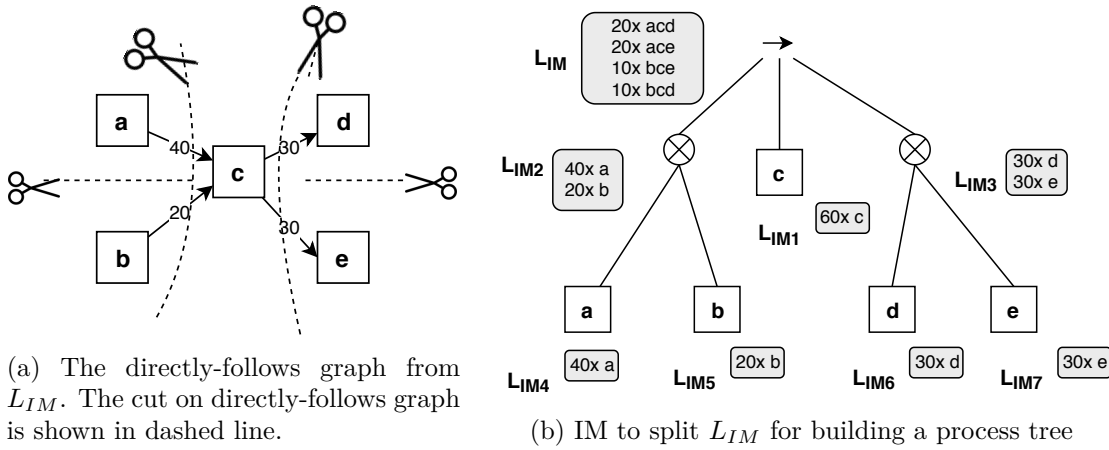 a
d
40
30
c
20
30
b
e
(a) The directly-follows graph from
L_IM. The cut on directly-follows graph
is shown in dashed line.
L_IM
20x acd
20x ace
10x bce
10x bcd
→
L_IM2
40x a
20x b
c
L_IM3
30x d
30x e
L_IM1
60x c
a
b
d
e
L_IM4
40x a
L_IM5
20x b
L_IM6
30x d
L_IM7
30x e
(b) IM to split L_IM for building a process tree